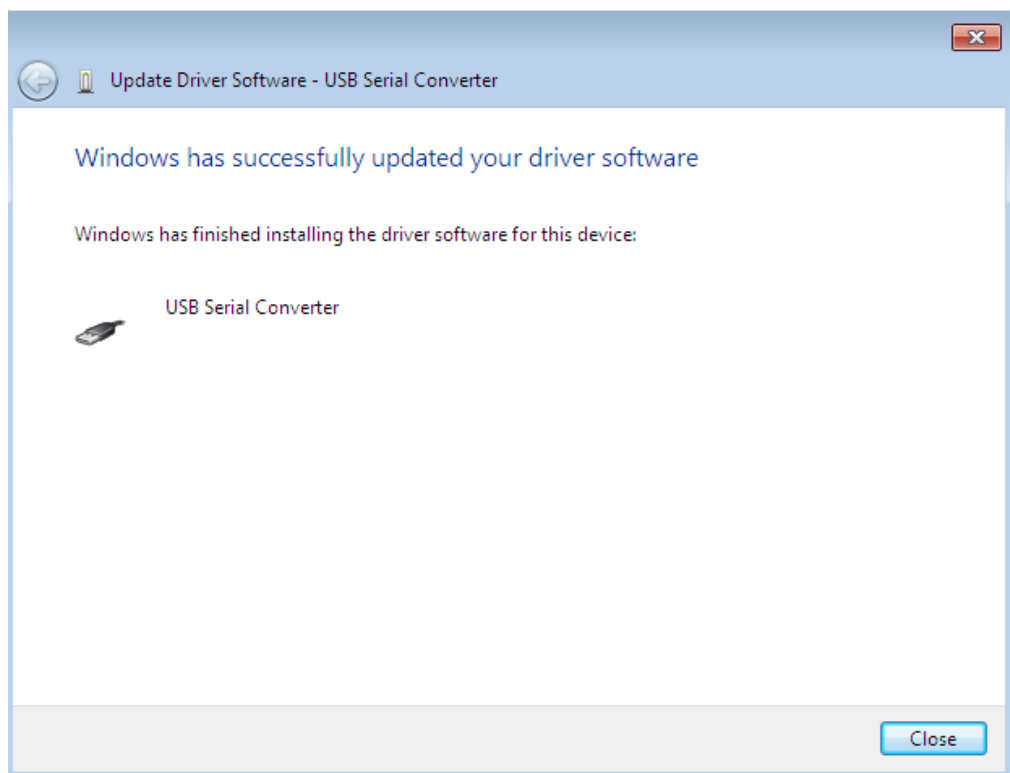 Update Driver Software - USB Serial Converter
Windows has successfully updated your driver software
Windows has finished installing the driver software for this device:
USB Serial Converter
Close